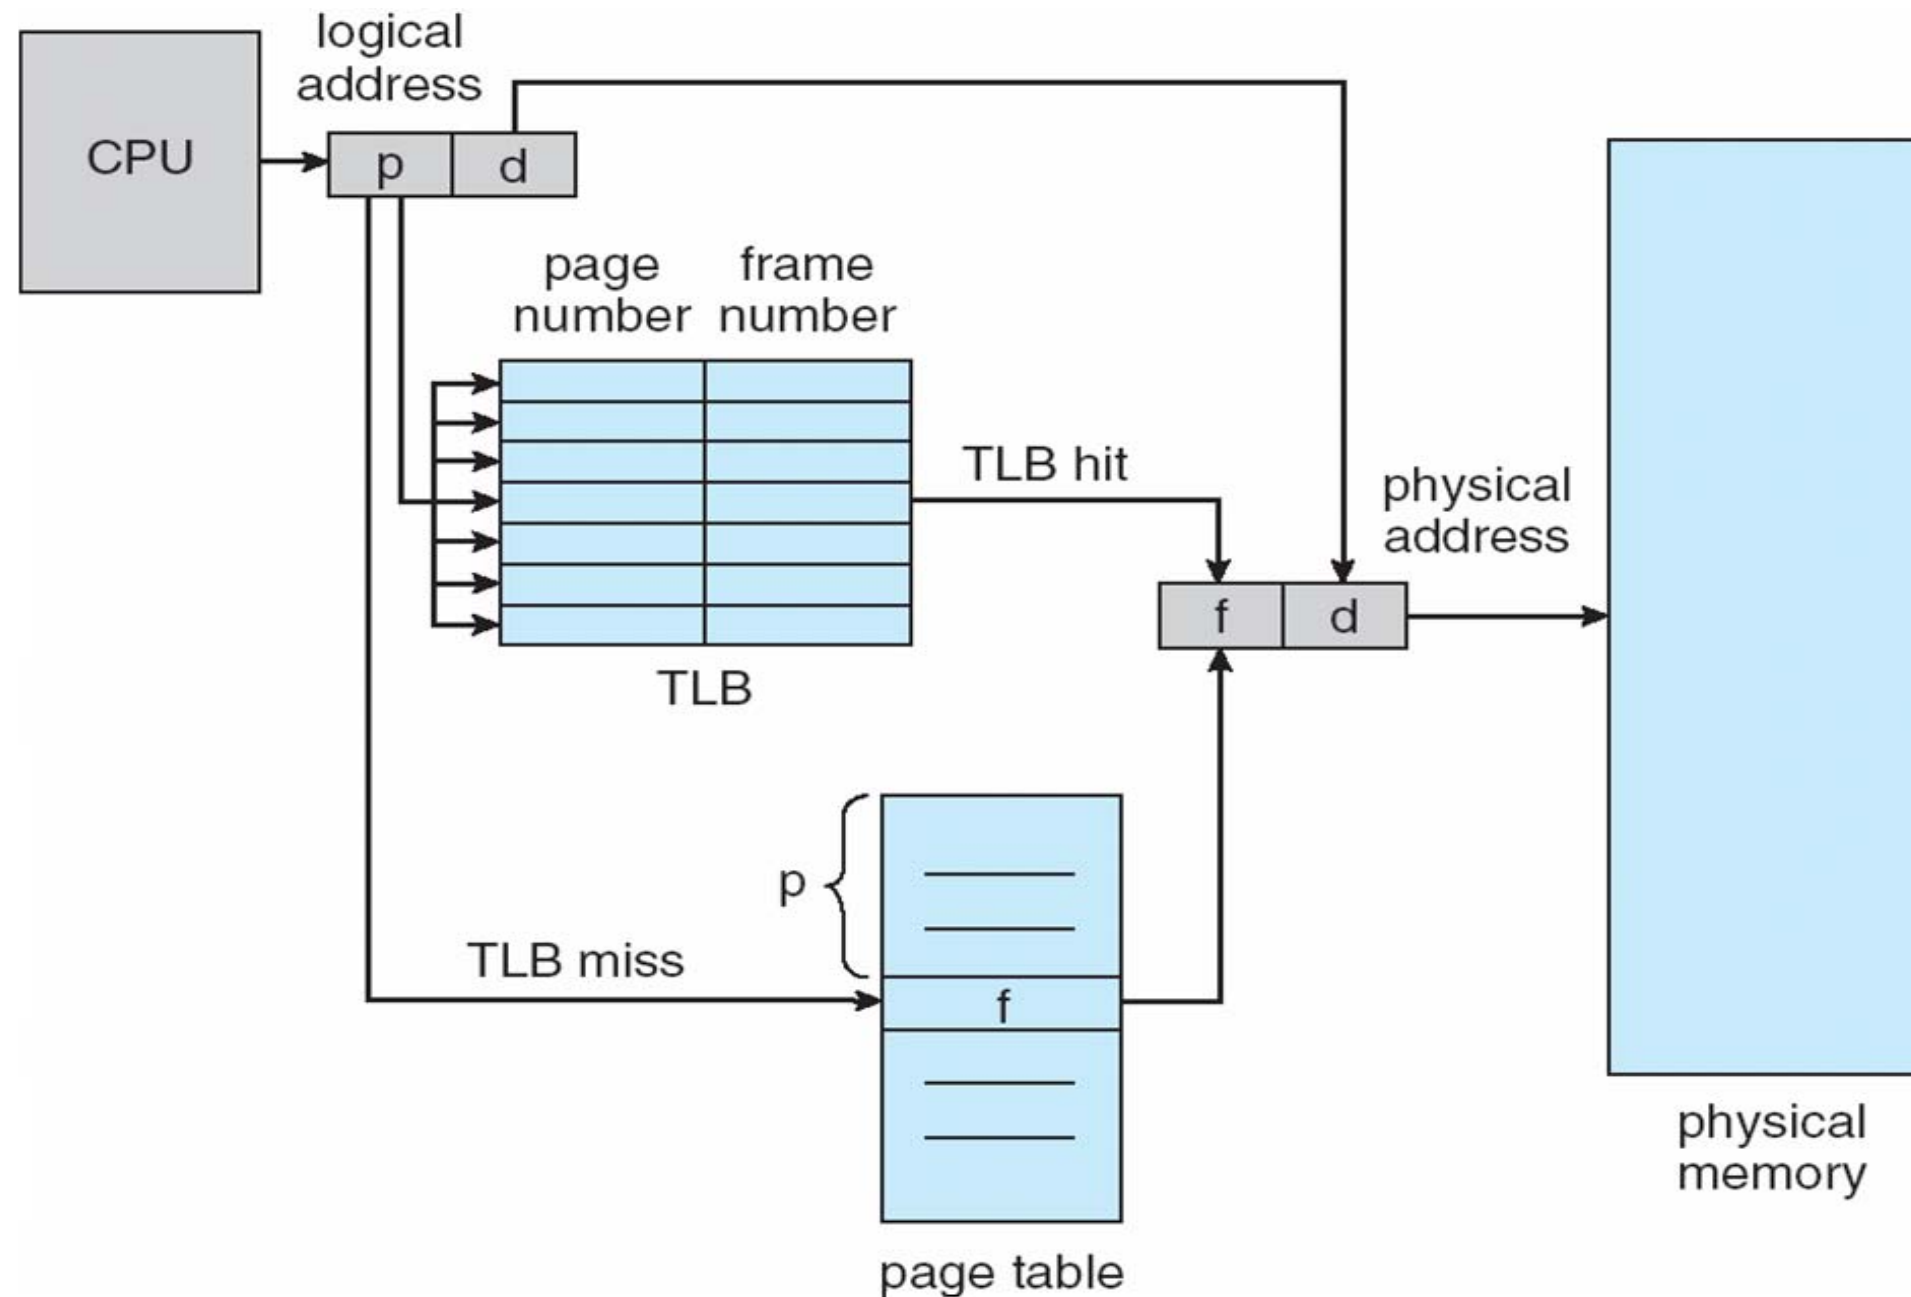 logical
address
CPU
p d
page frame
number number
TLB hit
physical
address
f d
TLB
p
TLB miss
f
physical
memory
page table